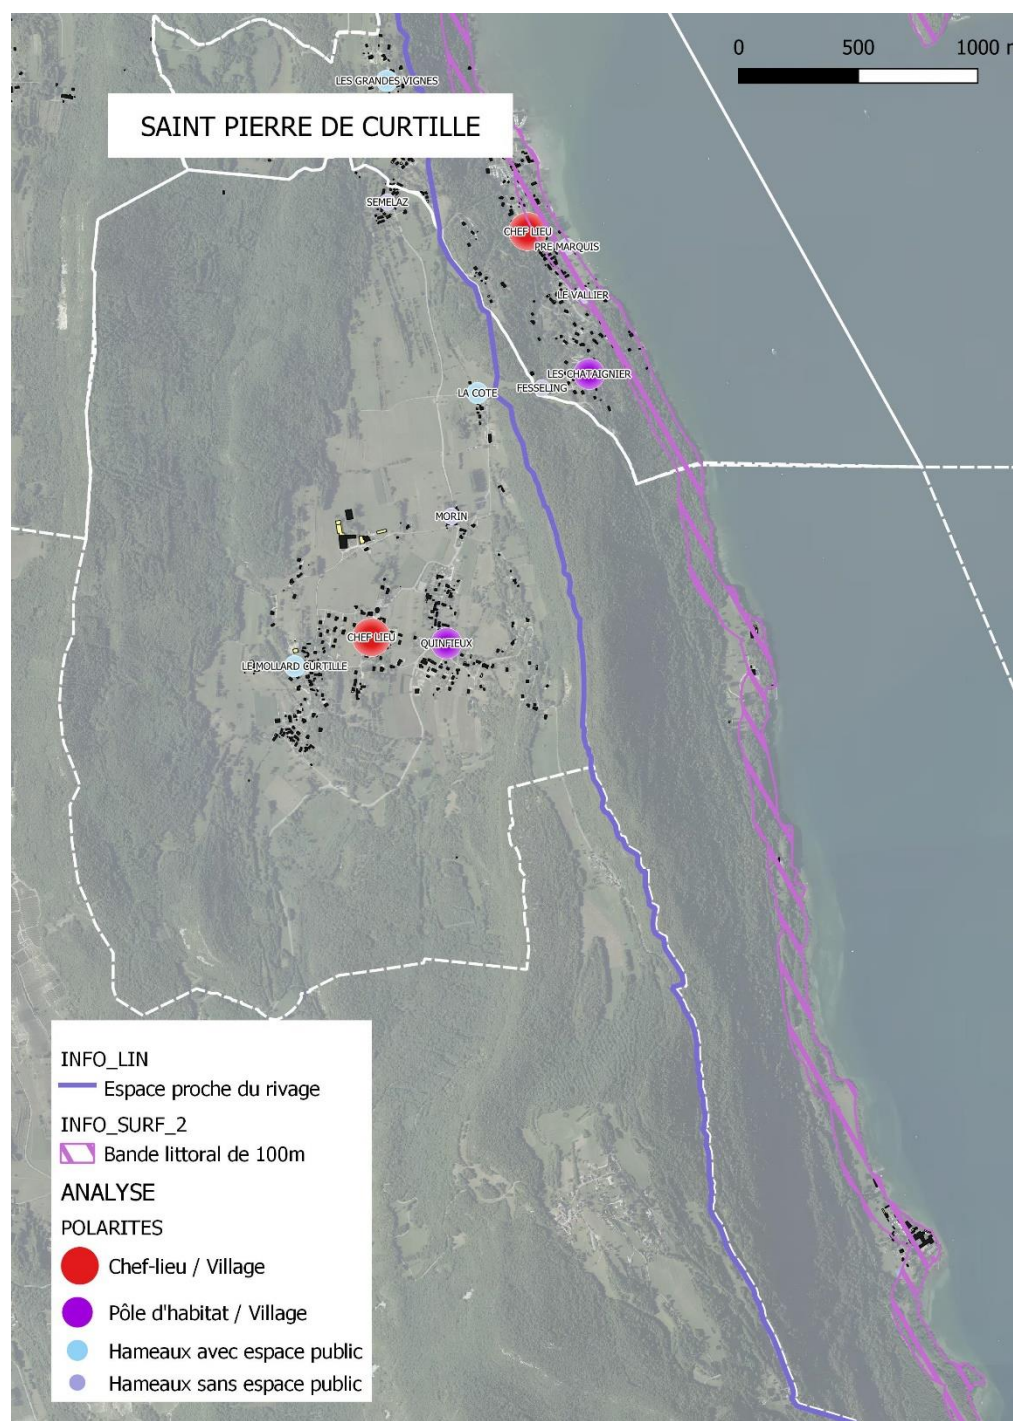 0 500 1000 m
LES GRANDES VIGNES
SAINT PIERRE DE CURTILLE
SEMELAZ
CHEF LIEU
PRE MARQUIS
LE VALLIER
LES CHATAIGNIER
FESSELING
LA COTE
MORIN
CHEF LIEU
QUINFIEUX
LE MOLLARD CURTILLE
INFO_LIN
Espace proche du rivage
INFO_SURF_2
Bande littoral de 100m
ANALYSE
POLARITES
Chef-lieu / Village
Pôle d'habitat / Village
Hameaux avec espace public
Hameaux sans espace public